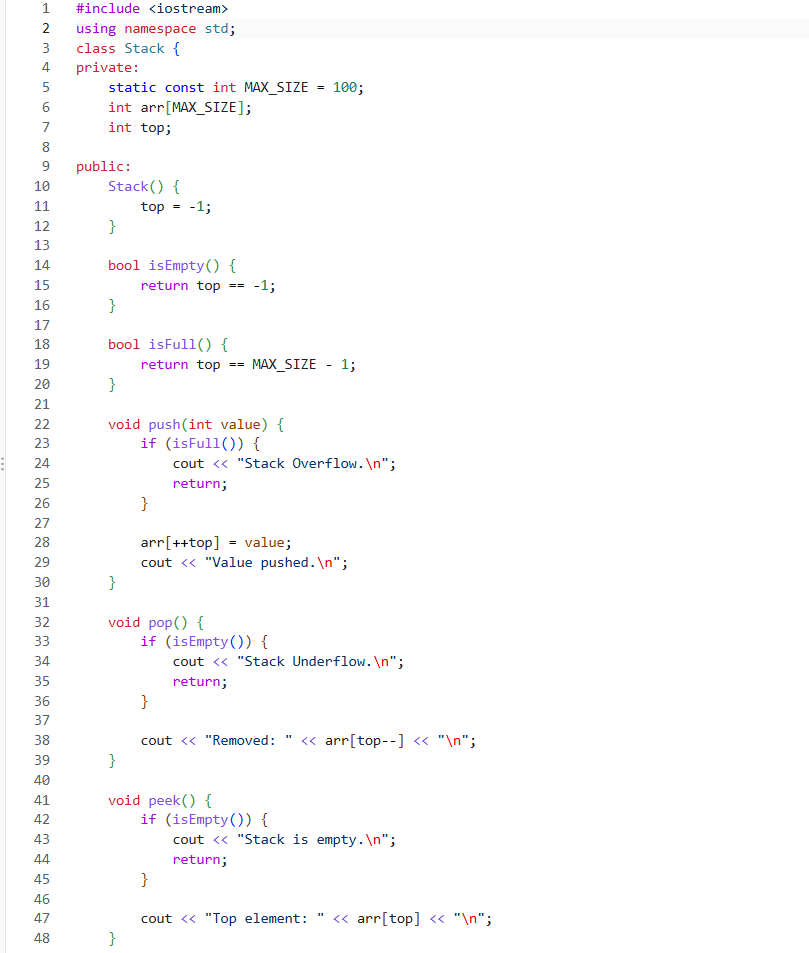 1 #include <iostream>
2 using namespace std;
3 class Stack {
4 private:
5     static const int MAX_SIZE = 100;
6     int arr[MAX_SIZE];
7     int top;
8
9 public:
10     Stack() {
11         top = -1;
12     }
13
14     bool isEmpty() {
15         return top == -1;
16     }
17
18     bool isFull() {
19         return top == MAX_SIZE - 1;
20     }
21
22     void push(int value) {
23         if (isFull()) {
24             cout << "Stack Overflow.\n";
25             return;
26         }
27
28         arr[++top] = value;
29         cout << "Value pushed.\n";
30     }
31
32     void pop() {
33         if (isEmpty()) {
34             cout << "Stack Underflow.\n";
35             return;
36         }
37
38         cout << "Removed: " << arr[top--] << "\n";
39     }
40
41     void peek() {
42         if (isEmpty()) {
43             cout << "Stack is empty.\n";
44             return;
45         }
46
47         cout << "Top element: " << arr[top] << "\n";
48     }